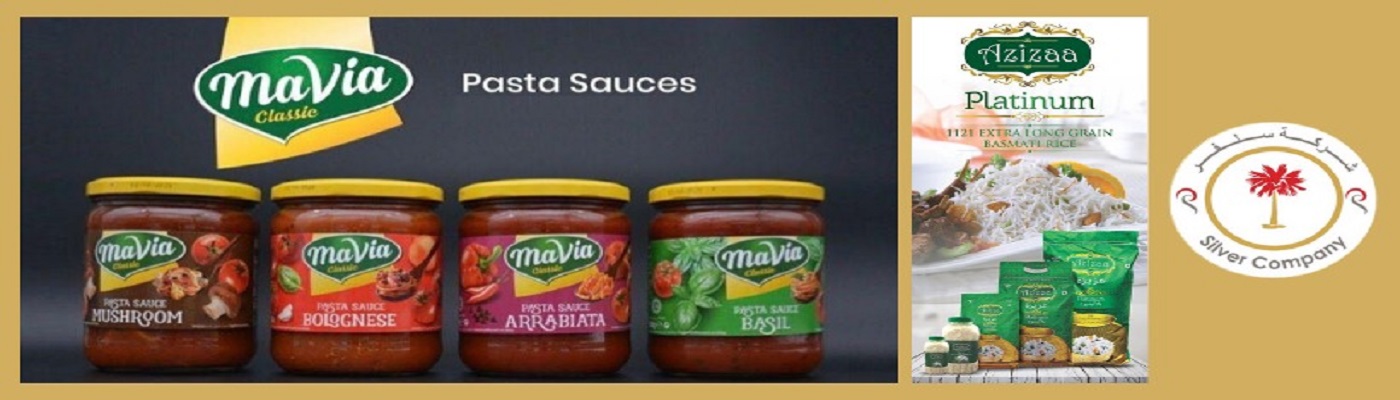 MaVia
Classic
Pasta Sauces
MaVia
Classic
PASTA SAUCE
MUSHROOM
MaVia
Classic
PASTA SAUCE
BOLOGNESE
MaVia
Classic
PASTA SAUCE
ARRABIATA
MaVia
Classic
PASTA SAUCE
BASIL
Azizaa
Platinum
1121 EXTRA LONG GRAIN
BASMATI RICE
Azizaa
شركة سلفر
Silver Company